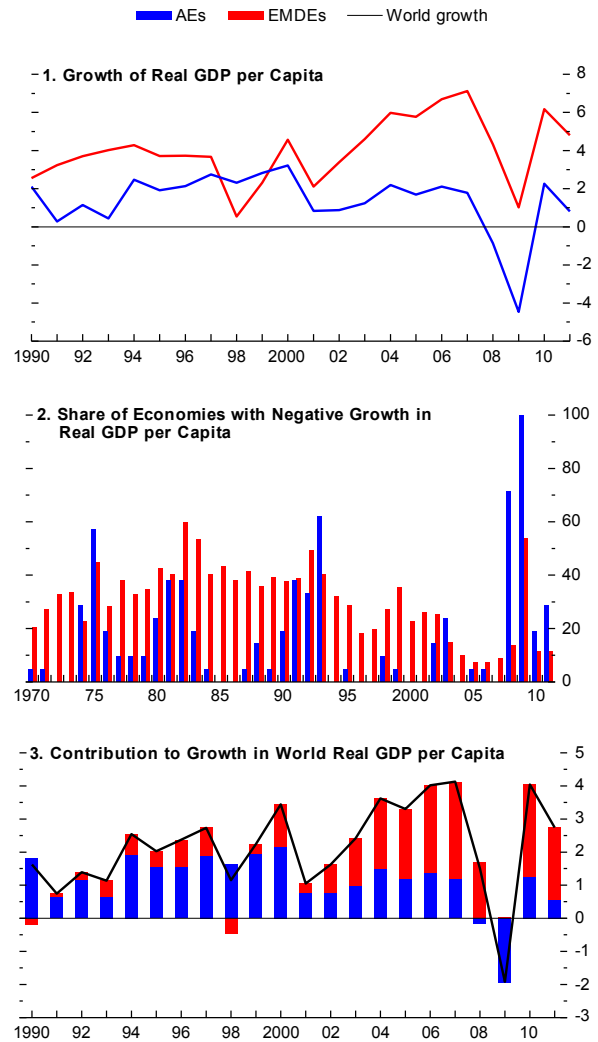 AEs EMDEs World growth
1. Growth of Real GDP per Capita
8
6
4
2
0
-2
-4
-6
1990 92 94 96 98 2000 02 04 06 08 10
2. Share of Economies with Negative Growth in
Real GDP per Capita
100
80
60
40
20
0
1970 75 80 85 90 95 2000 05 10
3. Contribution to Growth in World Real GDP per Capita
5
4
3
2
1
0
-1
-2
-3
1990 92 94 96 98 2000 02 04 06 08 10